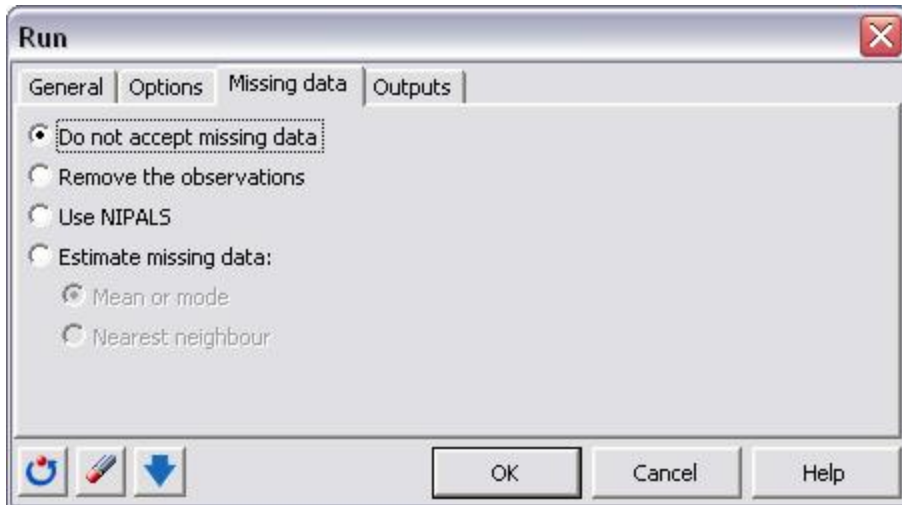 Run
General Options Missing data Outputs
Do not accept missing data
Remove the observations
Use NIPALS
Estimate missing data:
Mean or mode
Nearest neighbour
OK Cancel Help